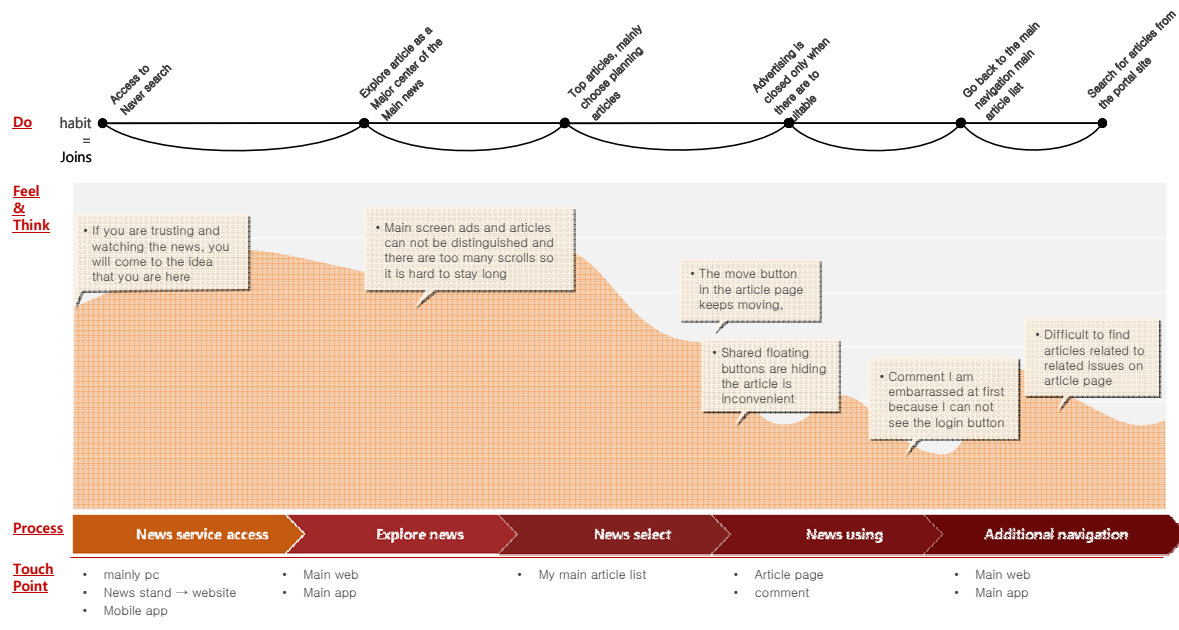 Access to
Naver search
Explore article as a
Major center of the
Main news
Top articles, mainly
choose planning
articles
Advertising is
closed only when
there are to
uitable
Go back to the main
navigation main
article list
Search for articles from
the portal site
Do
habit
=
Joins
Feel
&
Think
• If you are trusting and
watching the news, you
will come to the idea
that you are here
• Main screen ads and articles
can not be distinguished and
there are too many scrolls so
it is hard to stay long
• The move button
in the article page
keeps moving.
• Shared floating
buttons are hiding
the article is
inconvenient
• Comment I am
embarrassed at first
because I can not
see the login button
• Difficult to find
articles related to
related issues on
article page
Process
News service access
Explore news
News select
News using
Additional navigation
Touch
Point
• mainly pc
• News stand → website
• Mobile app
• Main web
• Main app
• My main article list
• Article page
• comment
• Main web
• Main app